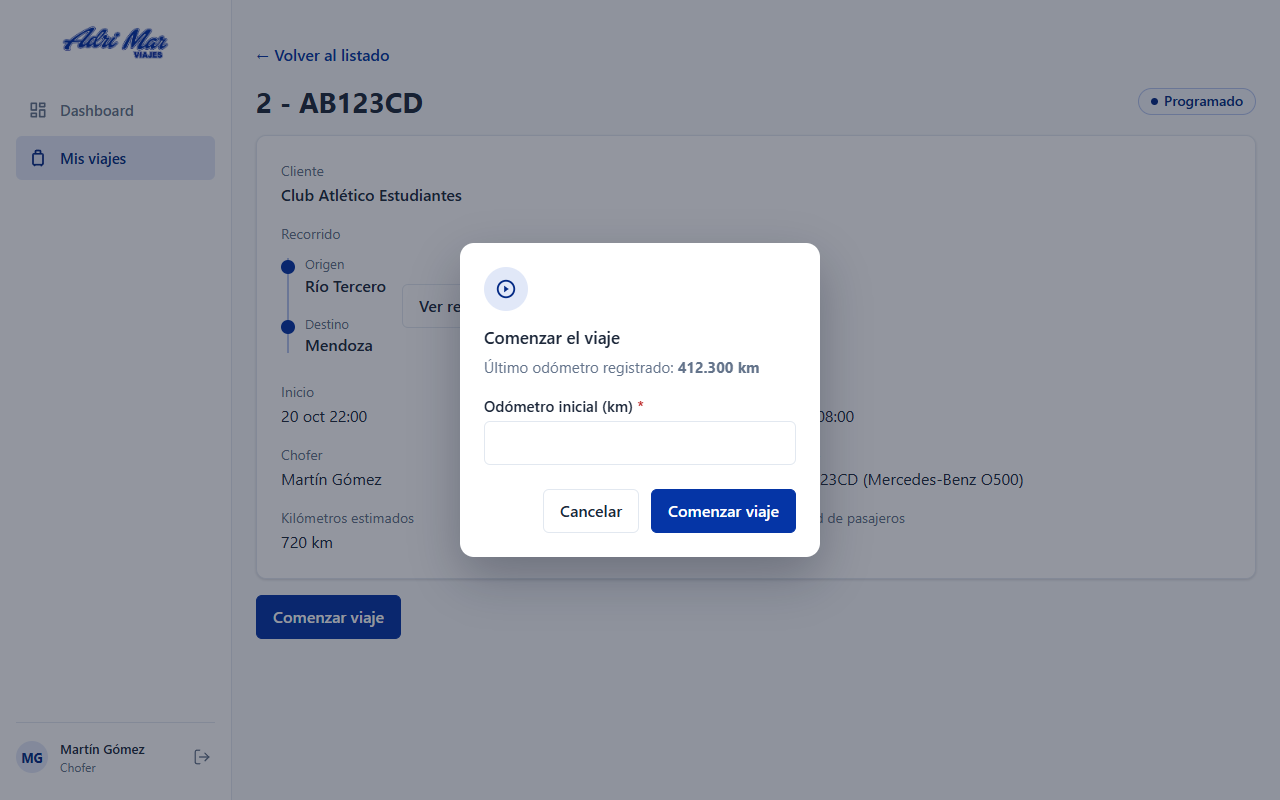 Adri Mar
VIAJES
Dashboard
Mis viajes
← Volver al listado
2 - AB123CD
Programado
Cliente
Club Atlético Estudiantes
Recorrido
Origen
Río Tercero
Ver re
Destino
Mendoza
Inicio
20 oct 22:00
08:00
Chofer
Martín Gómez
23CD (Mercedes-Benz O500)
Kilómetros estimados
de pasajeros
720 km
Comenzar viaje
Comenzar el viaje
Último odómetro registrado: 412.300 km
Odómetro inicial (km) *
Cancelar
Comenzar viaje
MG
Martín Gómez
Chofer